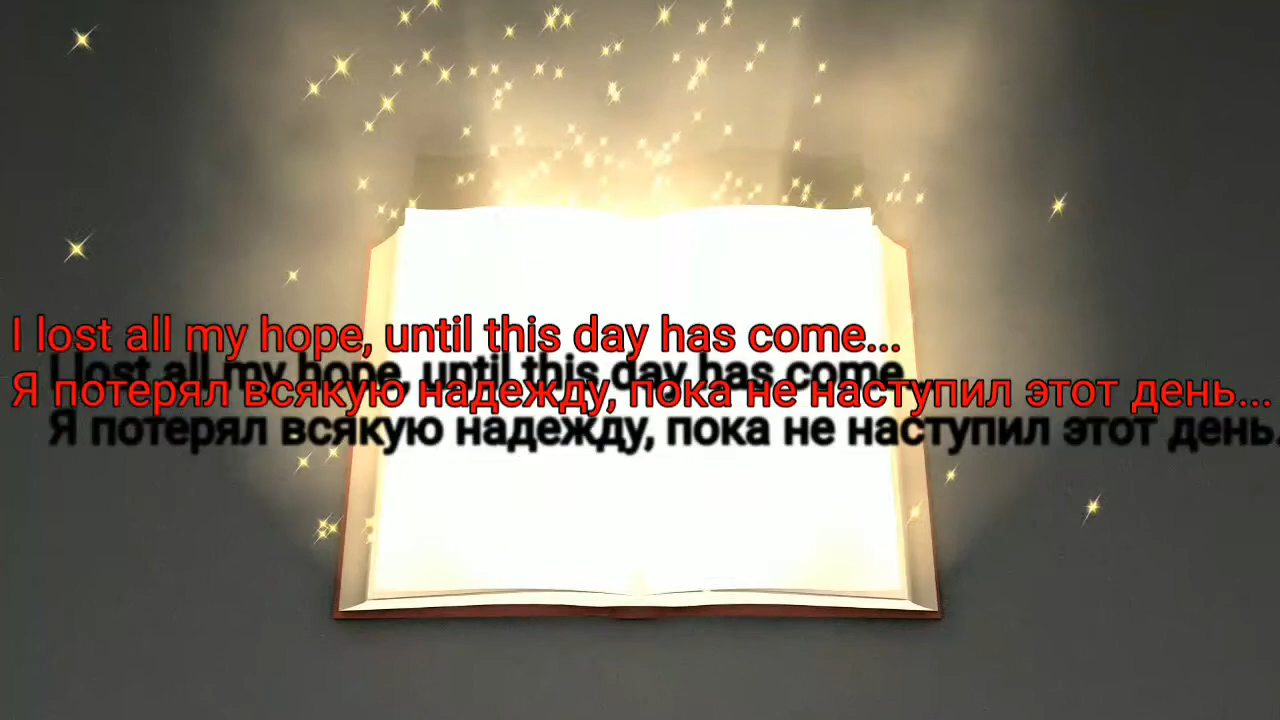 I lost all my hope, until this day has come...
Я потерял всякую надежду, пока не наступил этот день...